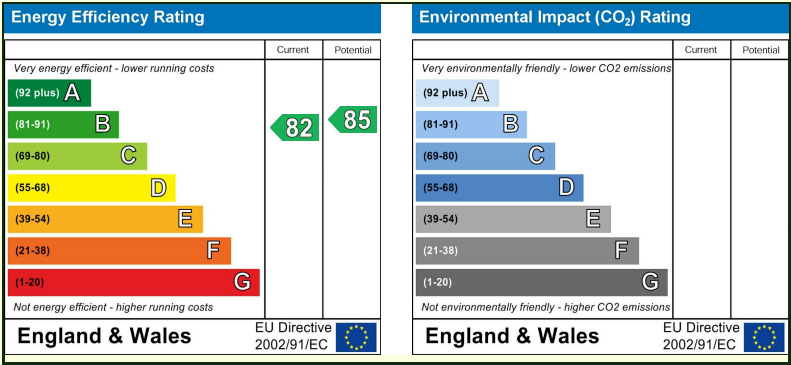 Energy Efficiency Rating
Current Potential
Very energy efficient - lower running costs
(92 plus) A
(81-91) B
(69-80) C
(55-68) D
(39-54) E
(21-38) F
(1-20) G
82
85
Not energy efficient - higher running costs
England & Wales
EU Directive
2002/91/EC
Environmental Impact (CO₂) Rating
Current Potential
Very environmentally friendly - lower CO2 emissions
(92 plus) A
(81-91) B
(69-80) C
(55-68) D
(39-54) E
(21-38) F
(1-20) G
Not environmentally friendly - higher CO2 emissions
England & Wales
EU Directive
2002/91/EC